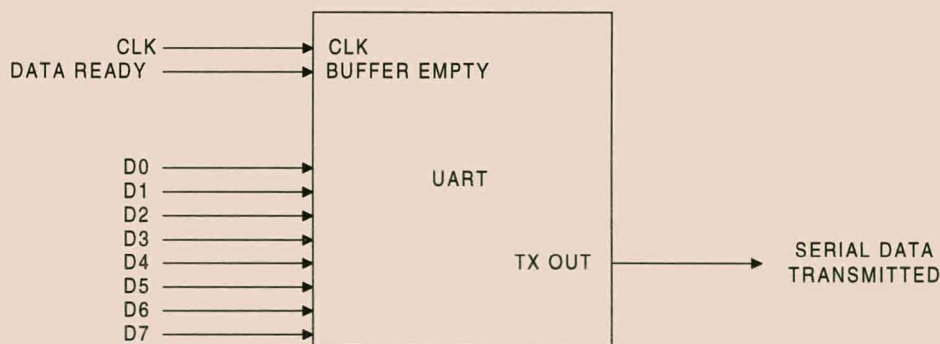 CLK CLK
DATA READY BUFFER EMPTY
D0
D1 UART
D2
D3
D4 TX OUT SERIAL DATA
D5 TRANSMITTED
D6
D7